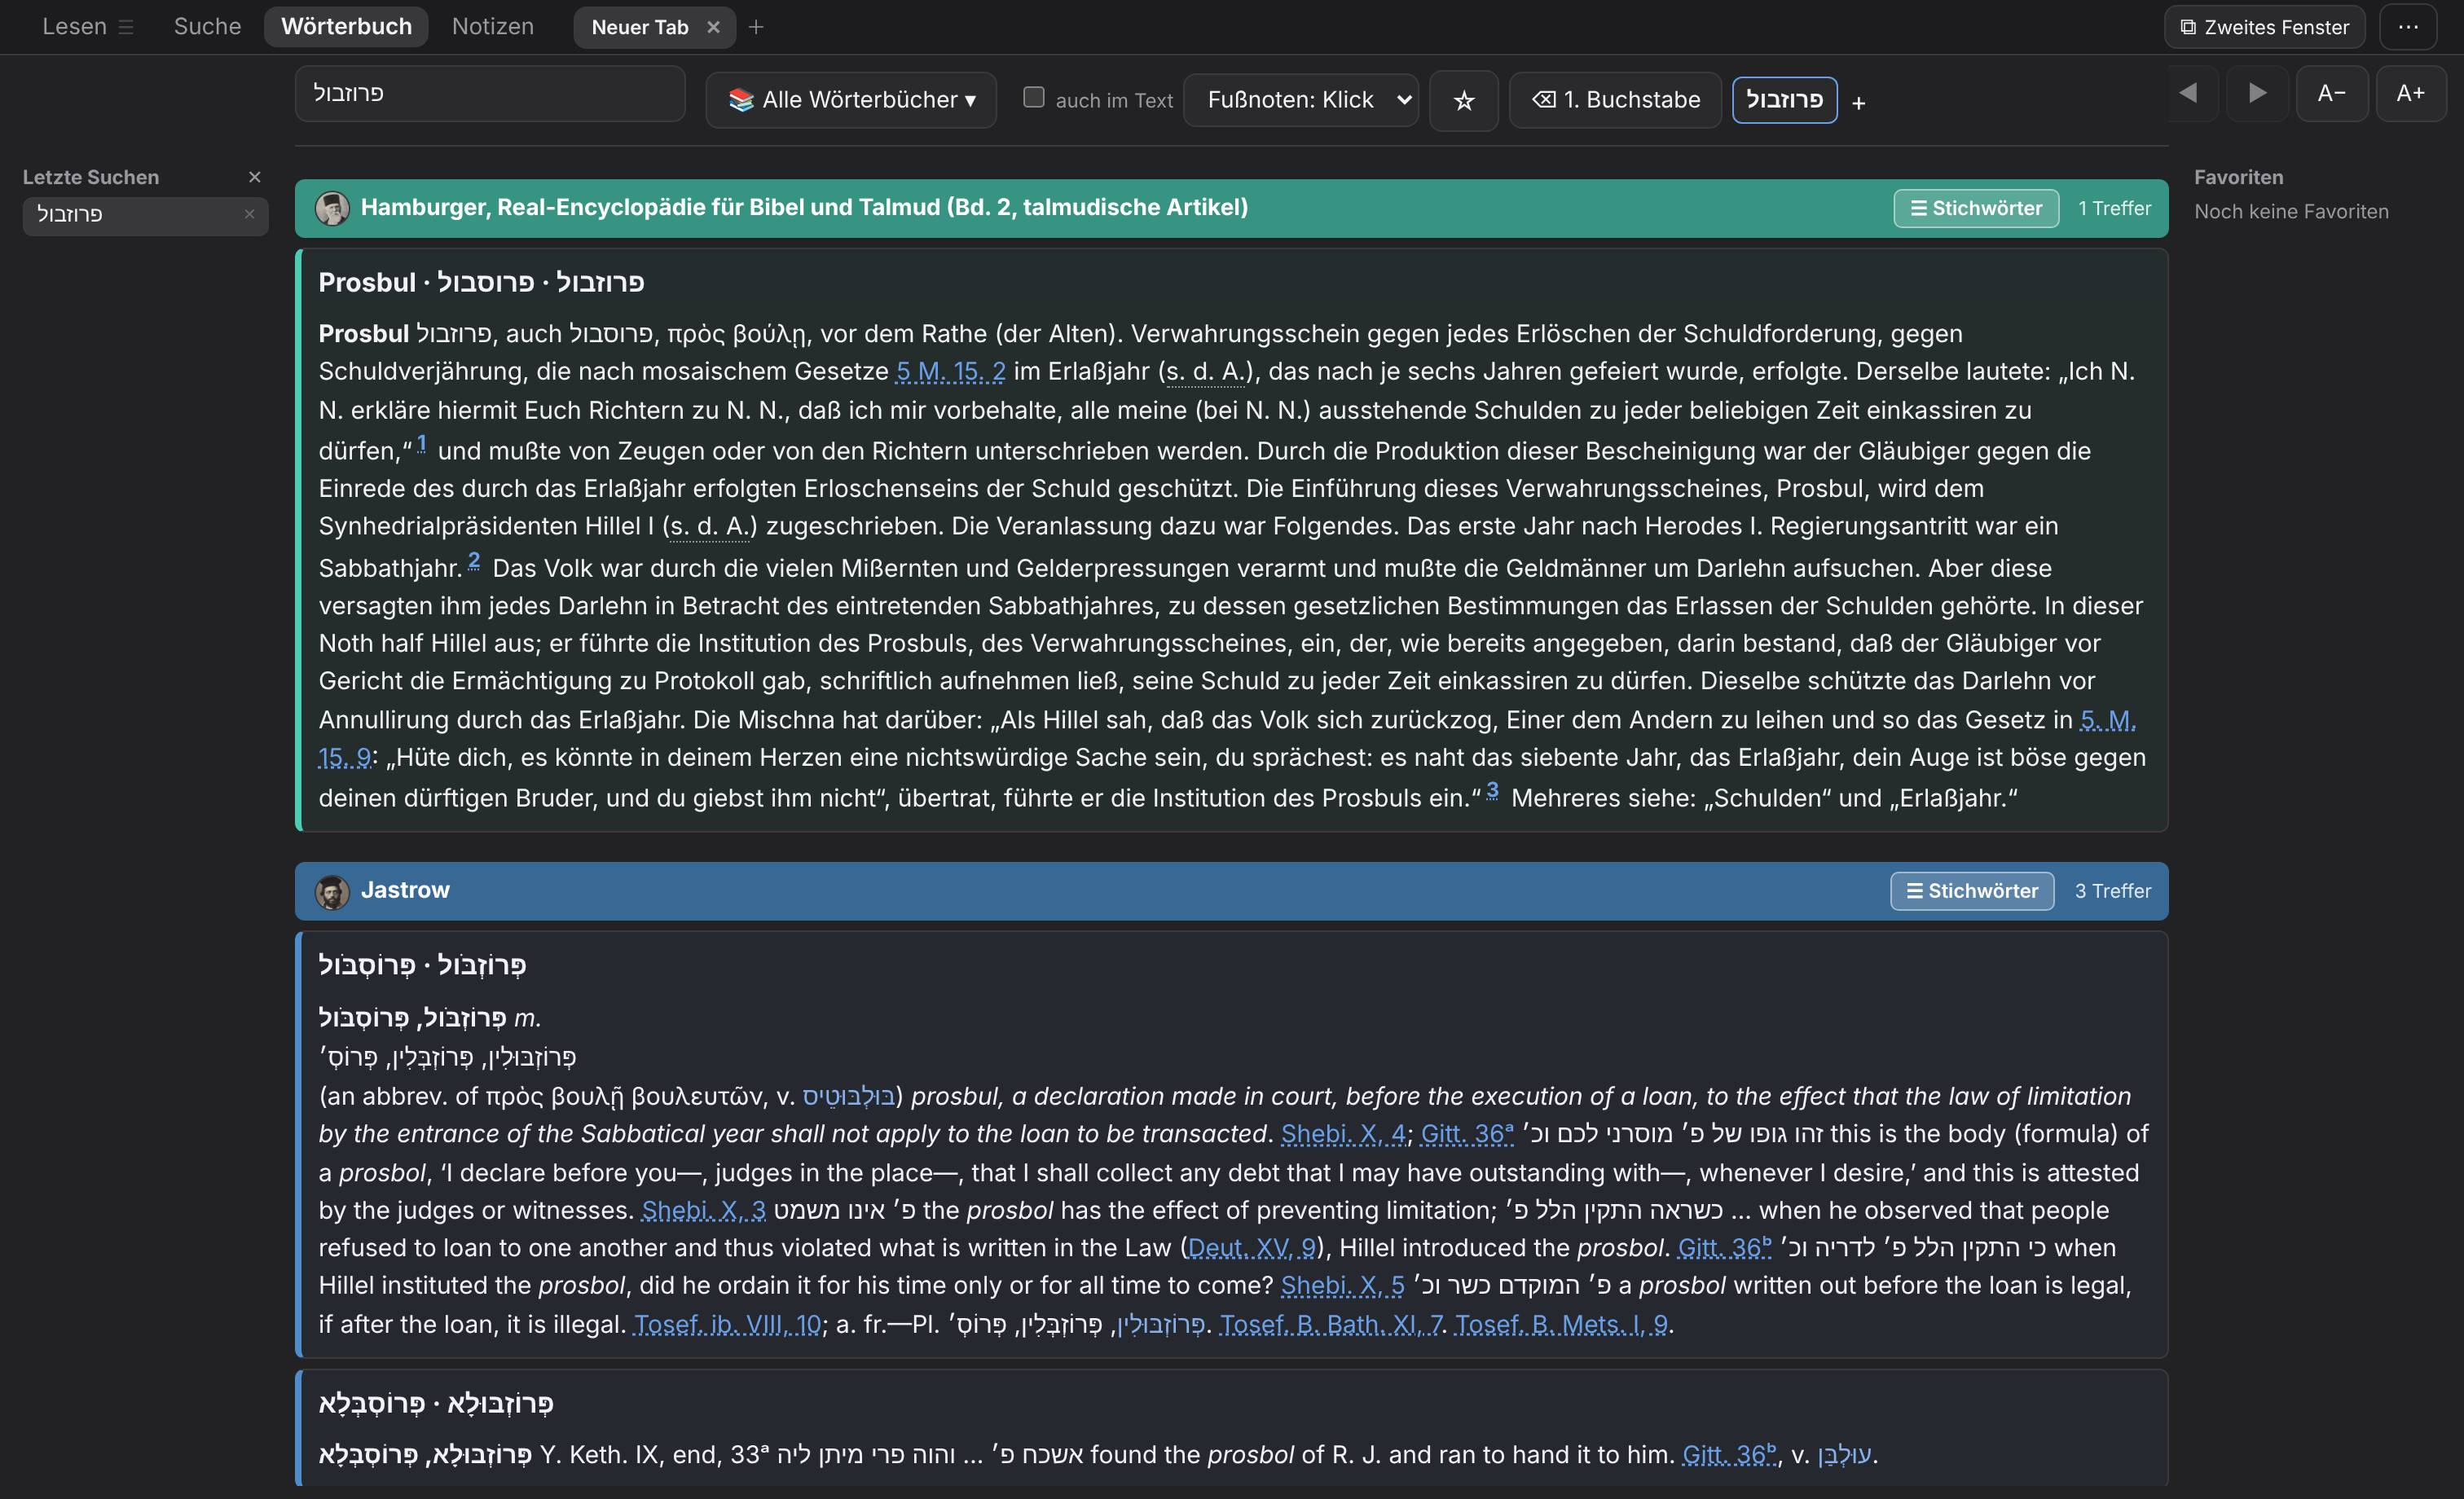 Lesen ☰ Suche Wörterbuch Notizen Neuer Tab × + ⧉ Zweites Fenster ⋯
פרוזבול 📚 Alle Wörterbücher ▾ auch im Text Fußnoten: Klick ☆ ⌫ 1. Buchstabe פרוזבול + ◀ ▶ A− A+
Letzte Suchen ×
פרוזבול ×
Favoriten
Noch keine Favoriten
Hamburger, Real-Encyclopädie für Bibel und Talmud (Bd. 2, talmudische Artikel) ☰ Stichwörter 1 Treffer
Prosbul · פרוזבול · פרוסבול
Prosbul פרוזבול, auch פרוסבול, πρὸς βούλῃ, vor dem Rathe (der Alten). Verwahrungsschein gegen jedes Erlöschen der Schuldforderung, gegen
Schuldverjährung, die nach mosaischem Gesetze 5 M. 15. 2 im Erlaßjahr (s. d. A.), das nach je sechs Jahren gefeiert wurde, erfolgte. Derselbe lautete: „Ich N.
N. erkläre hiermit Euch Richtern zu N. N., daß ich mir vorbehalte, alle meine (bei N. N.) ausstehende Schulden zu jeder beliebigen Zeit einkassiren zu
dürfen,“ 1 und mußte von Zeugen oder von den Richtern unterschrieben werden. Durch die Produktion dieser Bescheinigung war der Gläubiger gegen die
Einrede des durch das Erlaßjahr erfolgten Erloschenseins der Schuld geschützt. Die Einführung dieses Verwahrungsscheines, Prosbul, wird dem
Synhedrialpräsidenten Hillel I (s. d. A.) zugeschrieben. Die Veranlassung dazu war Folgendes. Das erste Jahr nach Herodes I. Regierungsantritt war ein
Sabbathjahr. 2 Das Volk war durch die vielen Mißernten und Gelderpressungen verarmt und mußte die Geldmänner um Darlehn aufsuchen. Aber diese
versagten ihm jedes Darlehn in Betracht des eintretenden Sabbathjahres, zu dessen gesetzlichen Bestimmungen das Erlassen der Schulden gehörte. In dieser
Noth half Hillel aus; er führte die Institution des Prosbuls, des Verwahrungsscheines, ein, der, wie bereits angegeben, darin bestand, daß der Gläubiger vor
Gericht die Ermächtigung zu Protokoll gab, schriftlich aufnehmen ließ, seine Schuld zu jeder Zeit einkassiren zu dürfen. Dieselbe schützte das Darlehn vor
Annullirung durch das Erlaßjahr. Die Mischna hat darüber: „Als Hillel sah, daß das Volk sich zurückzog, Einer dem Andern zu leihen und so das Gesetz in 5. M.
15. 9: „Hüte dich, es könnte in deinem Herzen eine nichtswürdige Sache sein, du sprächest: es naht das siebente Jahr, das Erlaßjahr, dein Auge ist böse gegen
deinen dürftigen Bruder, und du giebst ihm nicht“, übertrat, führte er die Institution des Prosbuls ein.“ 3 Mehreres siehe: „Schulden“ und „Erlaßjahr.“
Jastrow ☰ Stichwörter 3 Treffer
פְּרוֹזְבּוֹל · פְּרוֹסְבּוֹל
פְּרוֹזְבּוֹל, פְּרוֹסְבּוֹל m.
פְּרוֹזְבּוּלִין, פְּרוֹזְבְּלִין, פְּרוֹסְ׳
(an abbrev. of πρὸς βουλῇ βουλευτῶν, v. בּוּלְבּוּטֵיס) prosbul, a declaration made in court, before the execution of a loan, to the effect that the law of limitation
by the entrance of the Sabbatical year shall not apply to the loan to be transacted. Shebi. X, 4; Gitt. 36ᵃ זהו גופו של פ׳ מוסרני לכם וכ׳ this is the body (formula) of
a prosbol, ‘I declare before you—, judges in the place—, that I shall collect any debt that I may have outstanding with—, whenever I desire,’ and this is attested
by the judges or witnesses. Shebi. X, 3 פ׳ אינו משמט the prosbol has the effect of preventing limitation; כשראה התקין הלל פ׳ ... when he observed that people
refused to loan to one another and thus violated what is written in the Law (Deut. XV, 9), Hillel introduced the prosbol. Gitt. 36ᵇ כי התקין הלל פ׳ לדריה וכ׳ when
Hillel instituted the prosbol, did he ordain it for his time only or for all time to come? Shebi. X, 5 פ׳ המוקדם כשר וכ׳ a prosbol written out before the loan is legal,
if after the loan, it is illegal. Tosef. ib. VIII, 10; a. fr.—Pl. פְּרוֹזְבּוּלִין, פְּרוֹזְבְּלִין, פְּרוֹסְ׳. Tosef. B. Bath. XI, 7. Tosef. B. Mets. I, 9.
פְּרוֹזְבּוּלָא · פְּרוֹסְבְּלָא
פְּרוֹזְבּוּלָא, פְּרוֹסְבְּלָא Y. Keth. IX, end, 33ᵃ אשכח פ׳ ... והוה פרי מיתן ליה found the prosbol of R. J. and ran to hand it to him. Gitt. 36ᵇ, v. עוּלְבַּן.